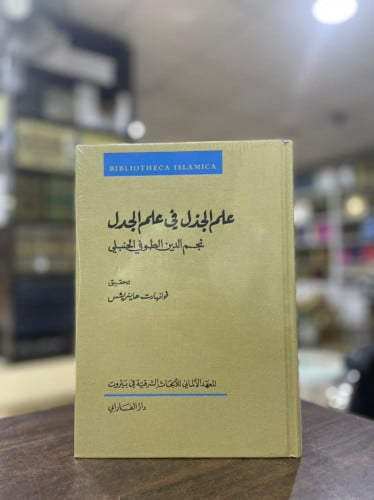 BIBLIOTHECA ISLAMICA
علم الجذل في علم الجدل
نجم الدين الطوفي الحنبلي
تحقيق
فولفهارت هاينريشس
المعهد الألماني للأبحاث الشرقية في بيروت
دار الفارابي